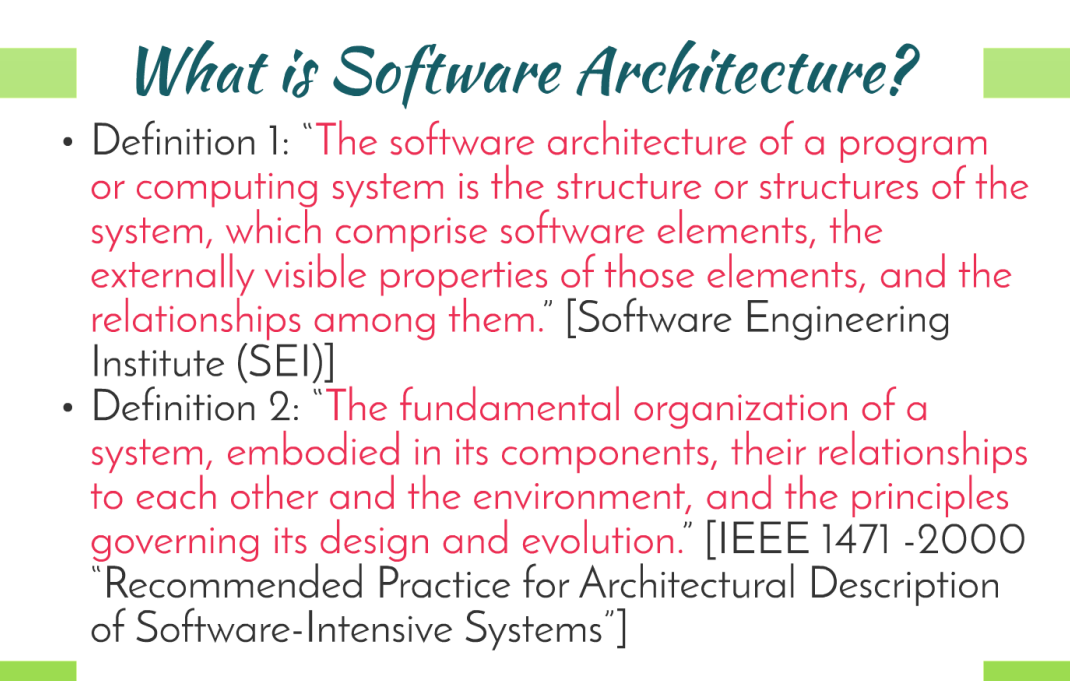 What is Software Architecture?
• Definition 1: “The software architecture of a program
or computing system is the structure or structures of the
system, which comprise software elements, the
externally visible properties of those elements, and the
relationships among them.” [Software Engineering
Institute (SEI)]
• Definition 2: “The fundamental organization of a
system, embodied in its components, their relationships
to each other and the environment, and the principles
governing its design and evolution.” [IEEE 1471 -2000
“Recommended Practice for Architectural Description
of Software-Intensive Systems”]